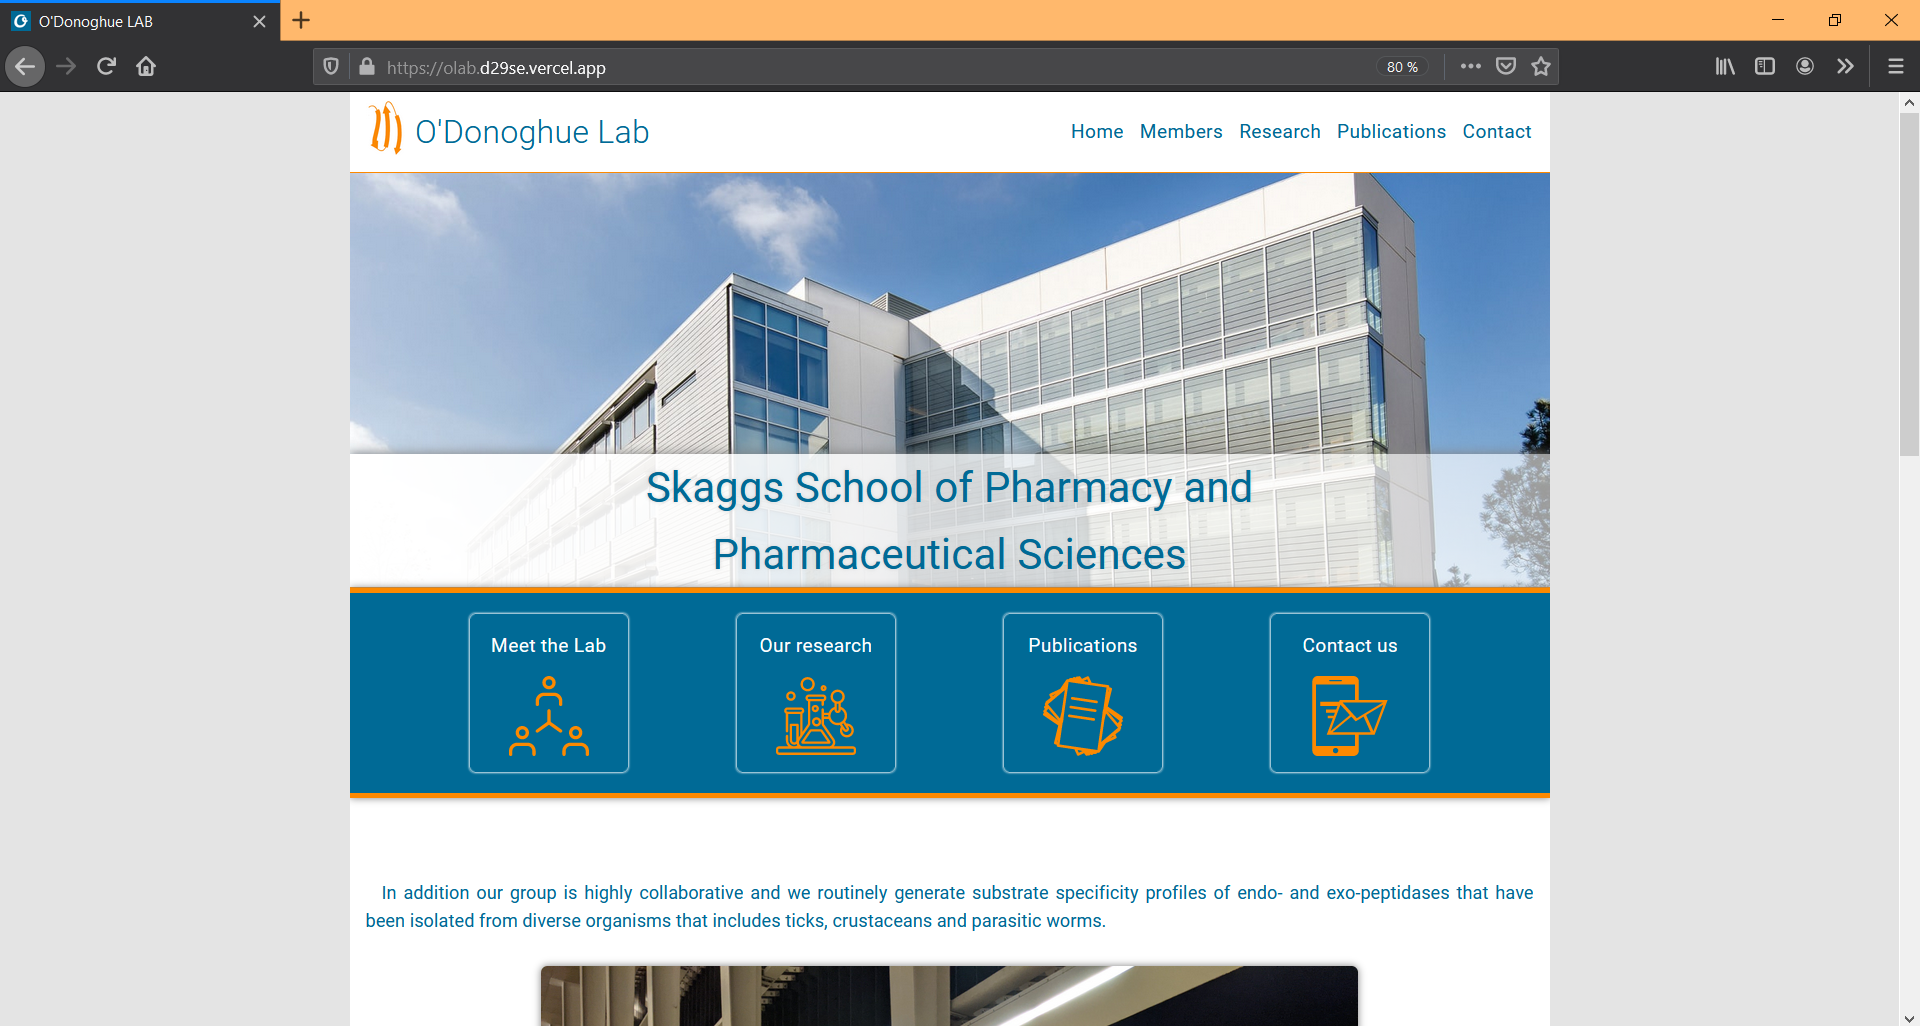 O'Donoghue LAB
https://olab.d29se.vercel.app
80 %
O'Donoghue Lab
Home Members Research Publications Contact
Skaggs School of Pharmacy and
Pharmaceutical Sciences
Meet the Lab
Our research
Publications
Contact us
In addition our group is highly collaborative and we routinely generate substrate specificity profiles of endo- and exo-peptidases that have
been isolated from diverse organisms that includes ticks, crustaceans and parasitic worms.